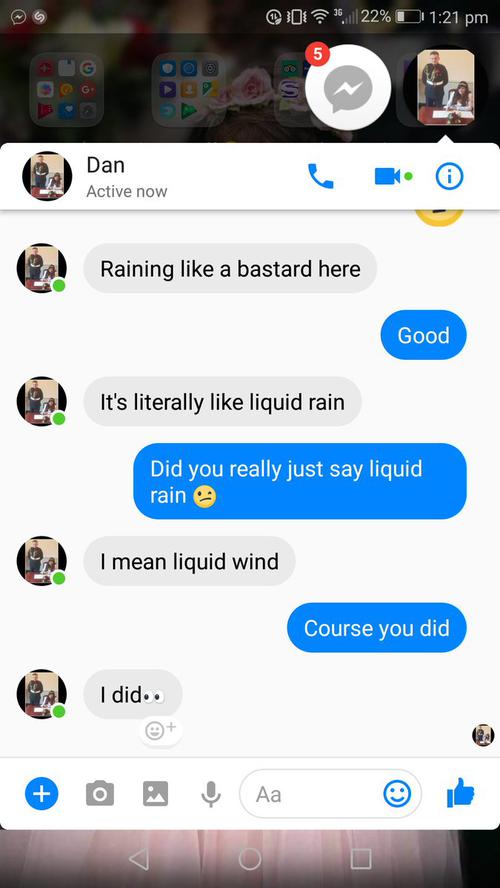 3G 22% 1:21 pm
5
Dan
Active now
Raining like a bastard here
Good
It's literally like liquid rain
Did you really just say liquid
rain 😕
I mean liquid wind
Course you did
I did👀
Aa